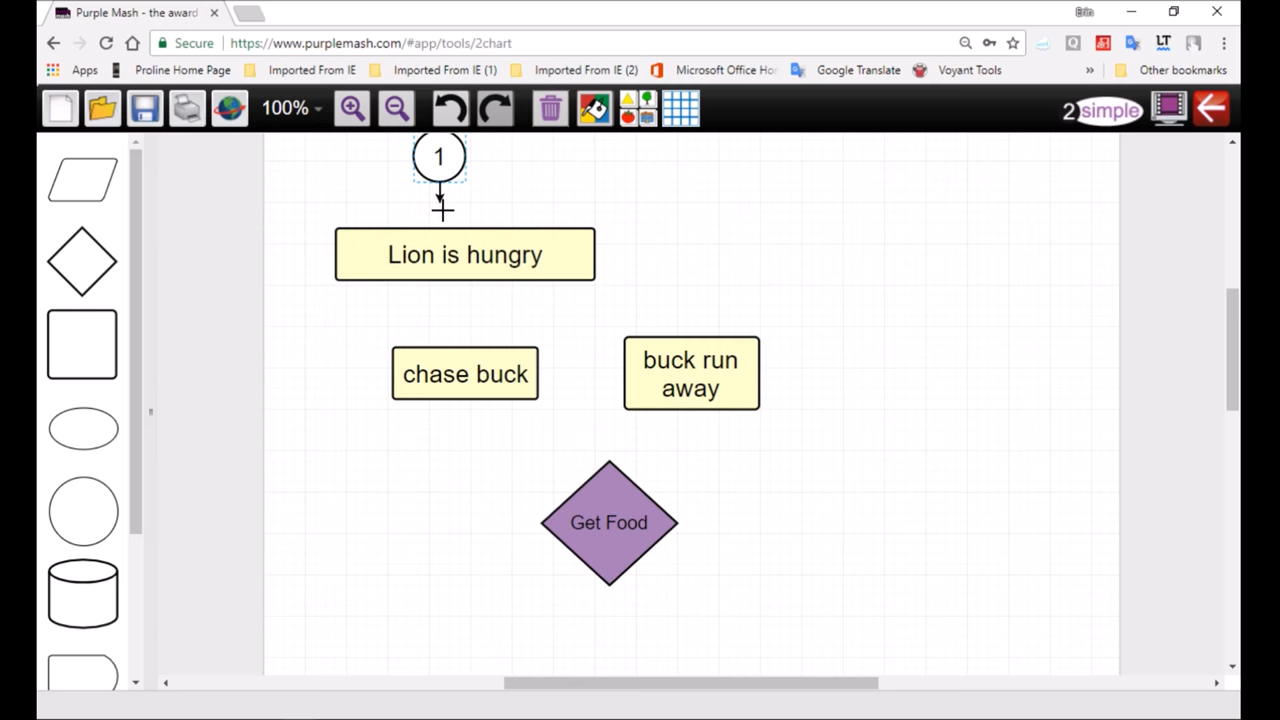 Purple Mash - the award
Erin
Secure
https://www.purplemash.com/#app/tools/2chart
Apps
Proline Home Page
Imported From IE
Imported From IE (1)
Imported From IE (2)
Microsoft Office Hor
Google Translate
Voyant Tools
»
Other bookmarks
100%
2simple
1
Lion is hungry
chase buck
buck run
away
Get Food